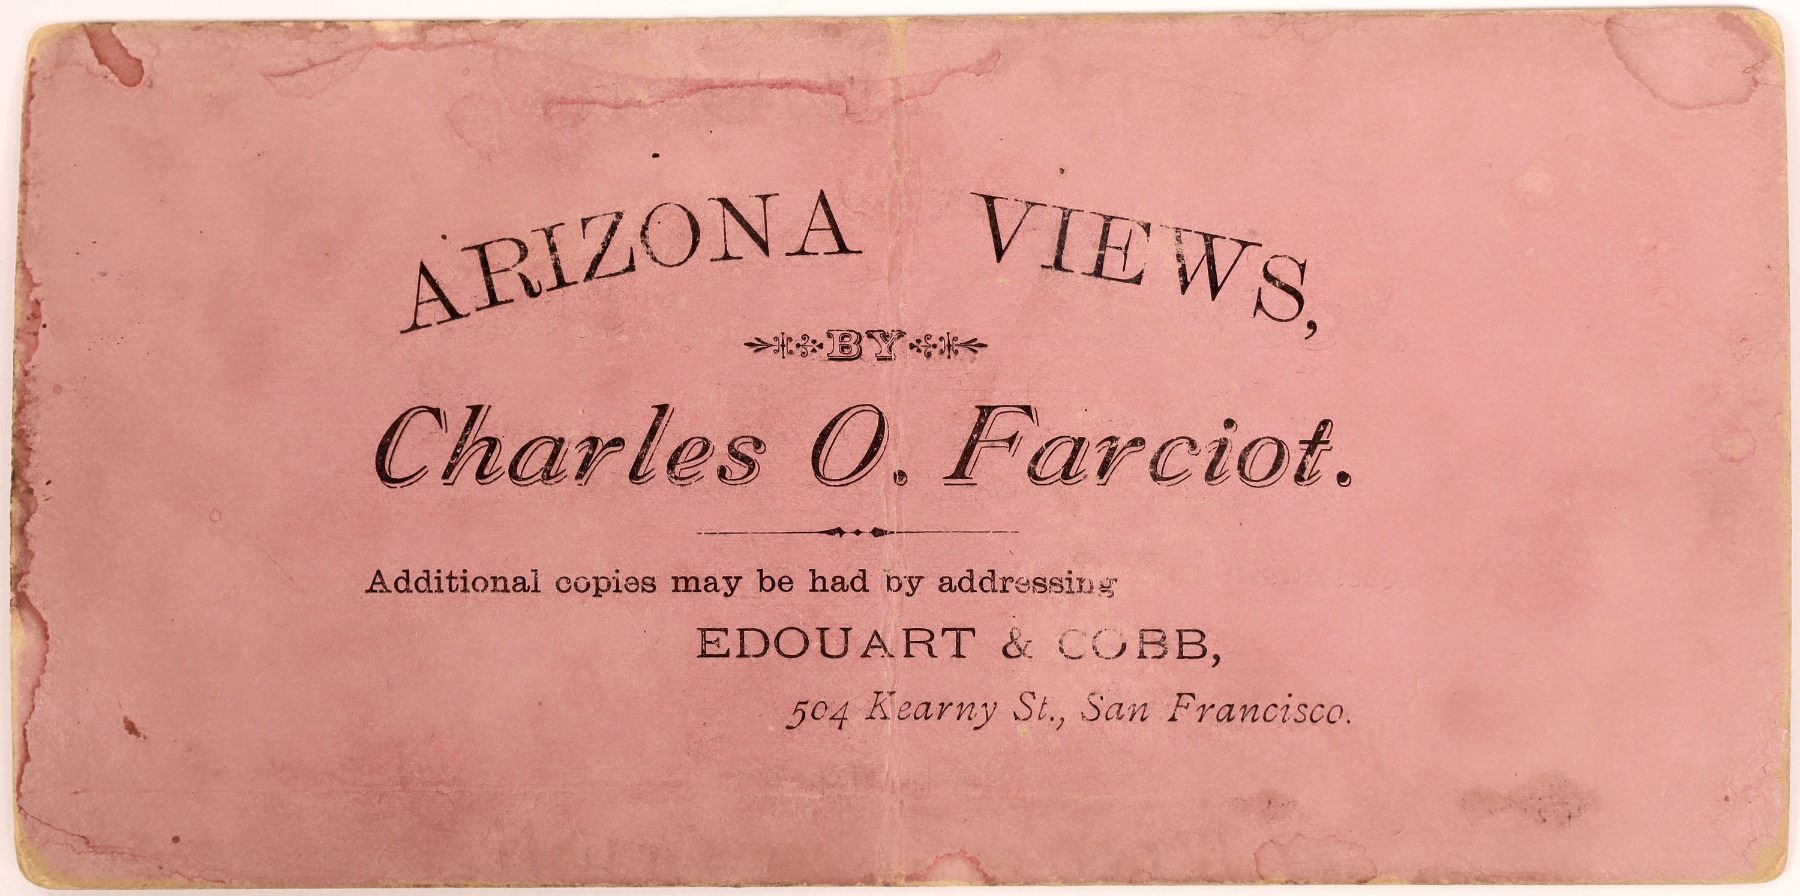 ARIZONA VIEWS,
BY
Charles O. Farciot.
Additional copies may be had by addressing
EDOUART & COBB,
504 Kearny St., San Francisco.